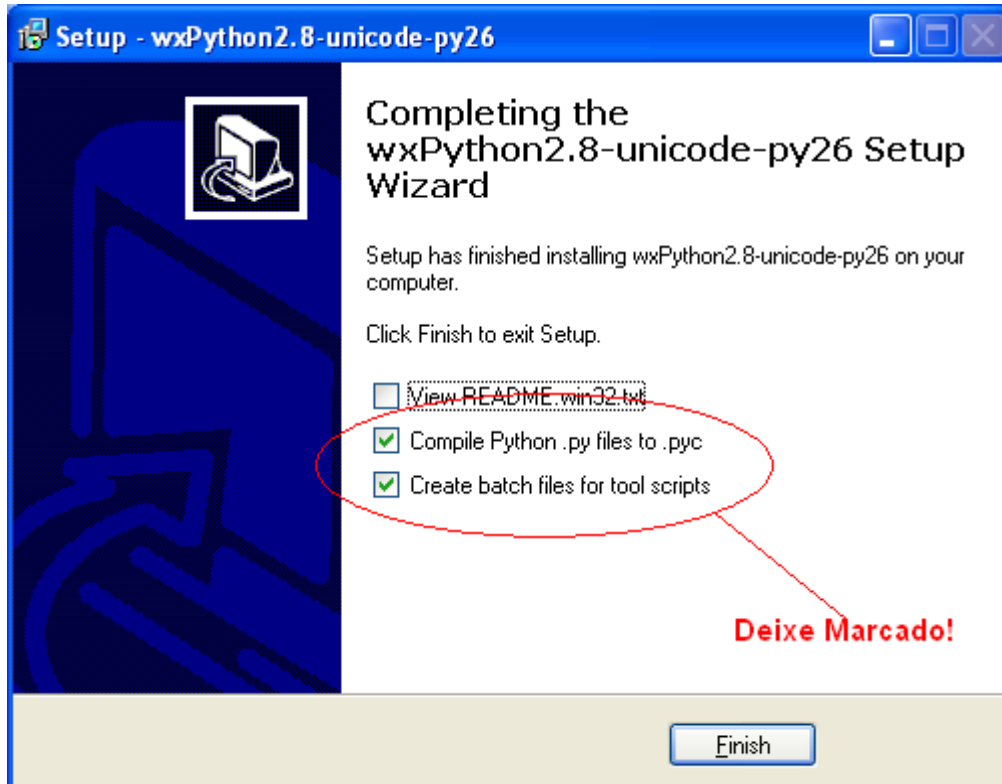 Setup - wxPython2.8-unicode-py26
Completing the
wxPython2.8-unicode-py26 Setup
Wizard
Setup has finished installing wxPython2.8-unicode-py26 on your
computer.
Click Finish to exit Setup.
View README.win32.txt
Compile Python .py files to .pyc
Create batch files for tool scripts
Deixe Marcado!
Finish